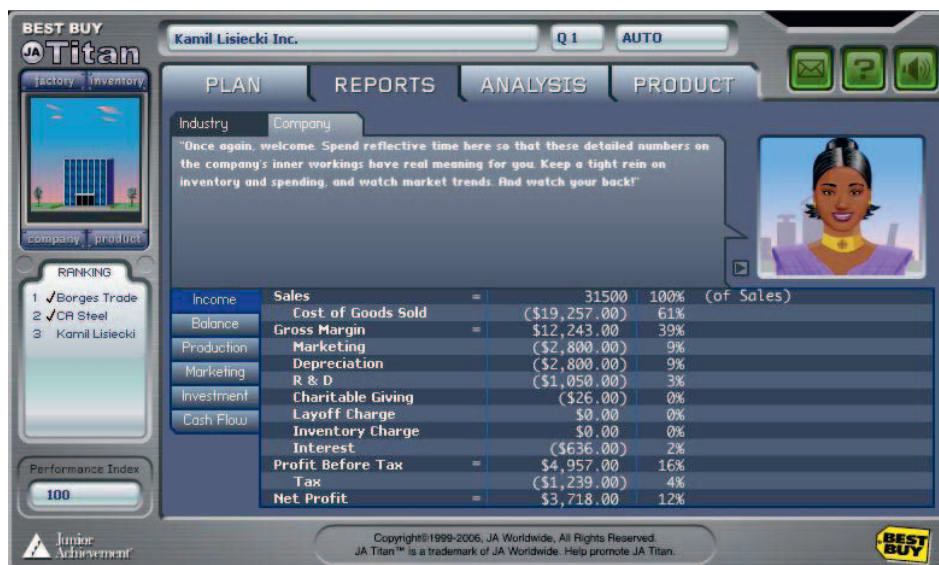 BEST BUY
JA Titan
Kamil Lisiecki Inc.
Q 1
AUTO
factory inventory
company product
PLAN
REPORTS
ANALYSIS
PRODUCT
Industry
Company
"Once again, welcome. Spend reflective time here so that these detailed numbers on
the company's inner workings have real meaning for you. Keep a tight rein on
inventory and spending, and watch market trends. And watch your back!"
RANKING
1 ✓Borges Trade
2 ✓CA Steel
3 Kamil Lisiecki
Performance Index
100
Income
Balance
Production
Marketing
Investment
Cash Flow
Sales = 31500 100% (of Sales)
Cost of Goods Sold ($19,257.00) 61%
Gross Margin = $12,243.00 39%
Marketing ($2,800.00) 9%
Depreciation ($2,800.00) 9%
R & D ($1,050.00) 3%
Charitable Giving ($26.00) 0%
Layoff Charge $0.00 0%
Inventory Charge $0.00 0%
Interest ($636.00) 2%
Profit Before Tax = $4,957.00 16%
Tax ($1,239.00) 4%
Net Profit = $3,718.00 12%
Junior
Achievement®
Copyright©1999-2006, JA Worldwide, All Rights Reserved.
JA Titan™ is a trademark of JA Worldwide. Help promote JA Titan.
BEST
BUY